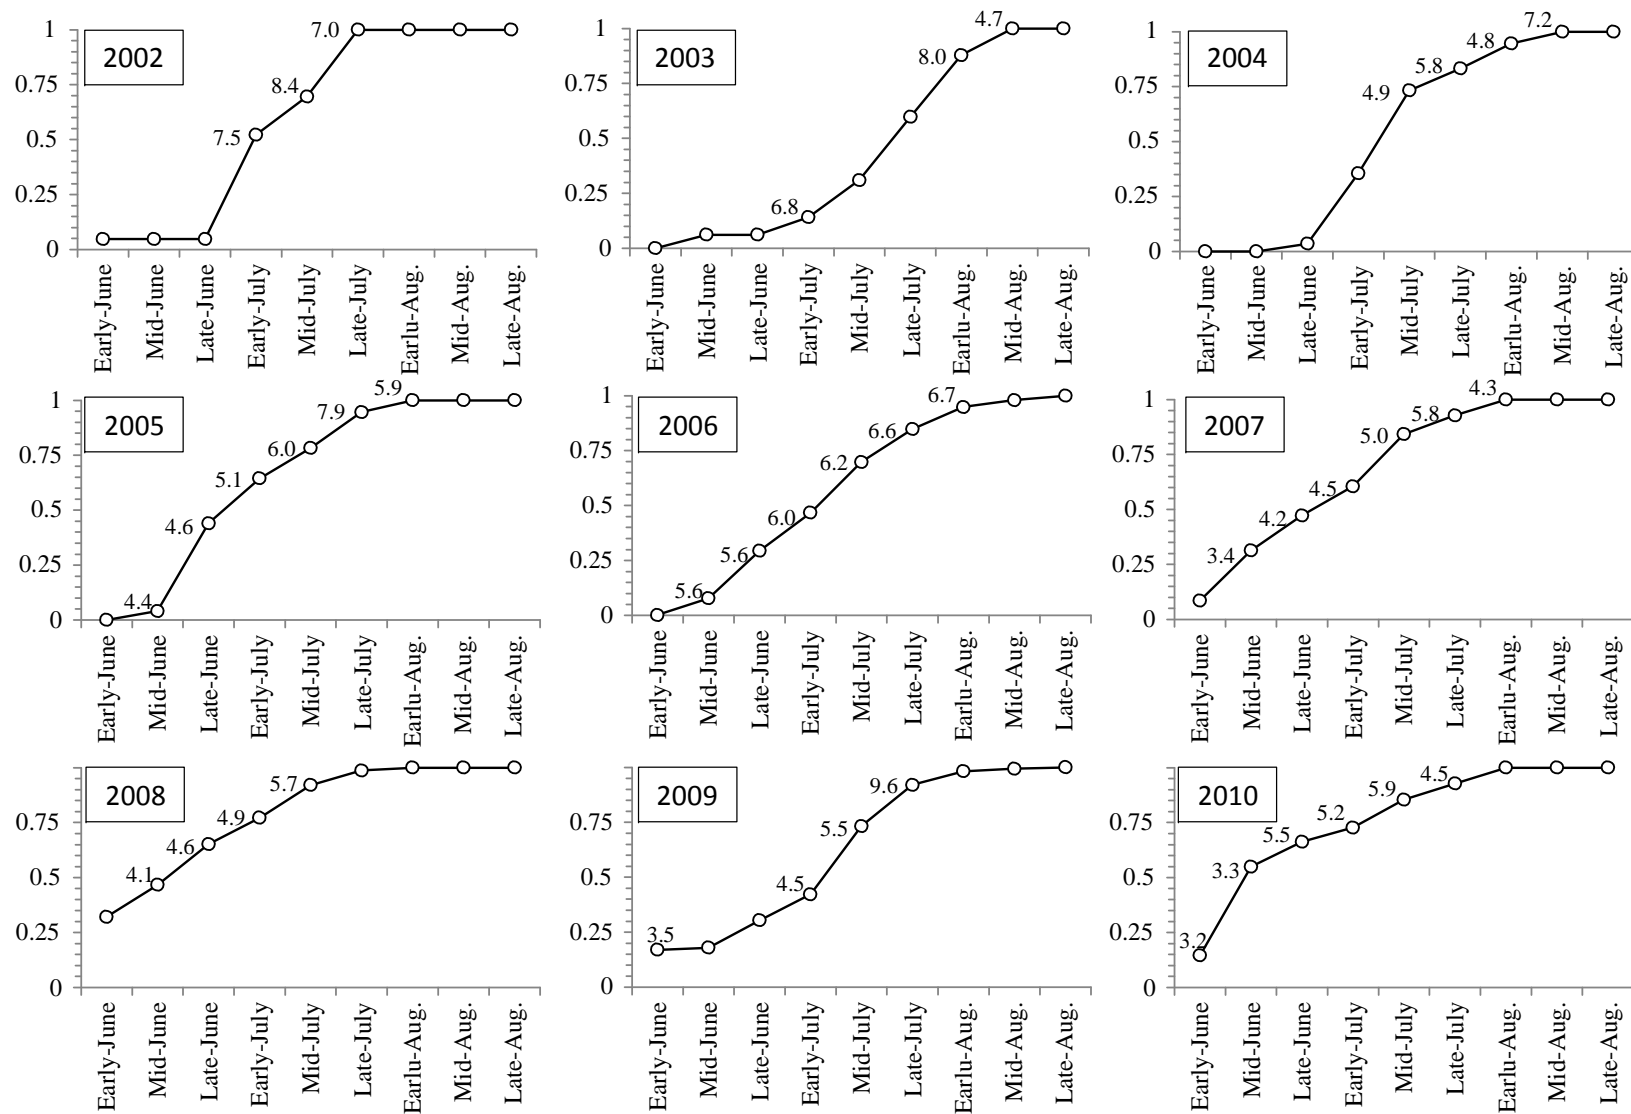 1
0.75
0.5
0.25
0
2002
7.5
8.4
7.0
Early-June
Mid-June
Late-June
Early-July
Mid-July
Late-July
Earlu-Aug.
Mid-Aug.
Late-Aug.
1
0.75
0.5
0.25
0
2003
6.8
8.0
4.7
Early-June
Mid-June
Late-June
Early-July
Mid-July
Late-July
Earlu-Aug.
Mid-Aug.
Late-Aug.
1
0.75
0.5
0.25
0
2004
4.9
5.8
4.8
7.2
Early-June
Mid-June
Late-June
Early-July
Mid-July
Late-July
Earlu-Aug.
Mid-Aug.
Late-Aug.
1
0.75
0.5
0.25
0
2005
4.4
4.6
5.1
6.0
7.9
5.9
Early-June
Mid-June
Late-June
Early-July
Mid-July
Late-July
Earlu-Aug.
Mid-Aug.
Late-Aug.
1
0.75
0.5
0.25
0
2006
5.6
5.6
6.0
6.2
6.6
6.7
Early-June
Mid-June
Late-June
Early-July
Mid-July
Late-July
Earlu-Aug.
Mid-Aug.
Late-Aug.
1
0.75
0.5
0.25
0
2007
3.4
4.2
4.5
5.0
5.8
4.3
Early-June
Mid-June
Late-June
Early-July
Mid-July
Late-July
Earlu-Aug.
Mid-Aug.
Late-Aug.
0.75
0.5
0.25
0
2008
4.1
4.6
4.9
5.7
Early-June
Mid-June
Late-June
Early-July
Mid-July
Late-July
Earlu-Aug.
Mid-Aug.
Late-Aug.
0.75
0.5
0.25
0
2009
3.5
4.5
5.5
9.6
Early-June
Mid-June
Late-June
Early-July
Mid-July
Late-July
Earlu-Aug.
Mid-Aug.
Late-Aug.
0.75
0.5
0.25
0
2010
3.2
3.3
5.5
5.2
5.9
4.5
Early-June
Mid-June
Late-June
Early-July
Mid-July
Late-July
Earlu-Aug.
Mid-Aug.
Late-Aug.